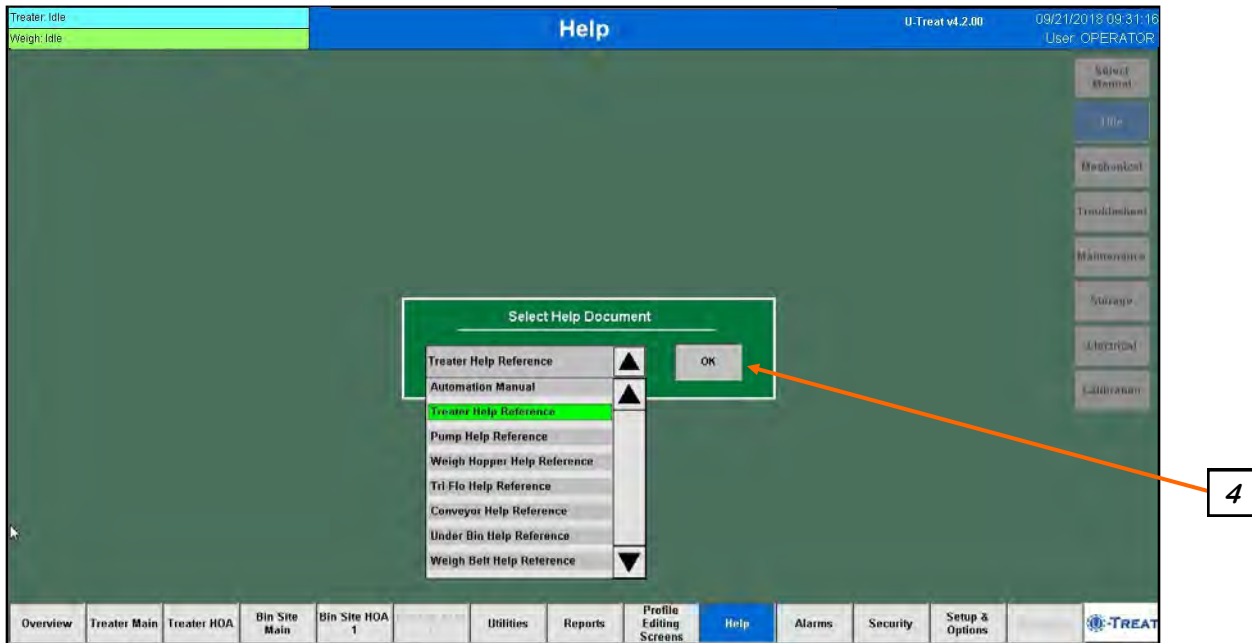 Treater: Idle
Weigh: Idle
Help
U-Treat v4.2.00
09/21/2018 09:31:16
User: OPERATOR
Select
Manual
Title
Mechanical
Troubleshoot
Maintenance
Storage
Electrical
Calibration
Select Help Document
Treater Help Reference
OK
Automation Manual
Treater Help Reference
Pump Help Reference
Weigh Hopper Help Reference
Tri Flo Help Reference
Conveyor Help Reference
Under Bin Help Reference
Weigh Belt Help Reference
4
Overview
Treater Main
Treater HOA
Bin Site
Main
Bin Site HOA
1
Utilities
Reports
Profile
Editing
Screens
Help
Alarms
Security
Setup &
Options
U-TREAT